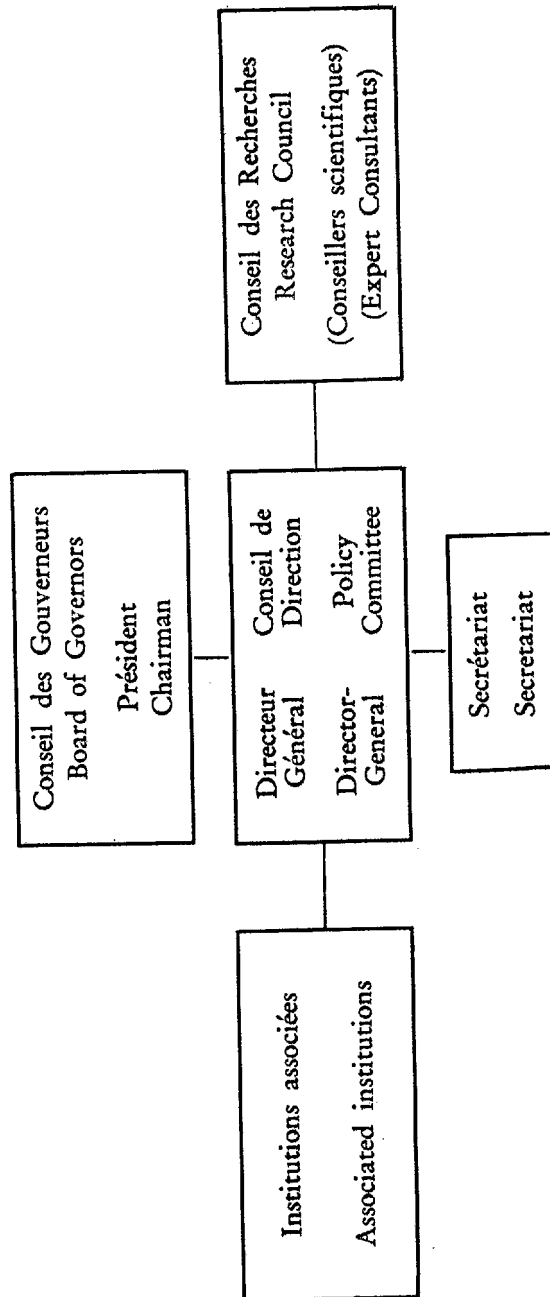 Conseil des Gouverneurs
Board of Governors
Président
Chairman
Institutions associées
Associated institutions
Directeur
Général
Director-
General
Conseil de
Direction
Policy
Committee
Conseil des Recherches
Research Council
(Conseillers scientifiques)
(Expert Consultants)
Secrétariat
Secretariat